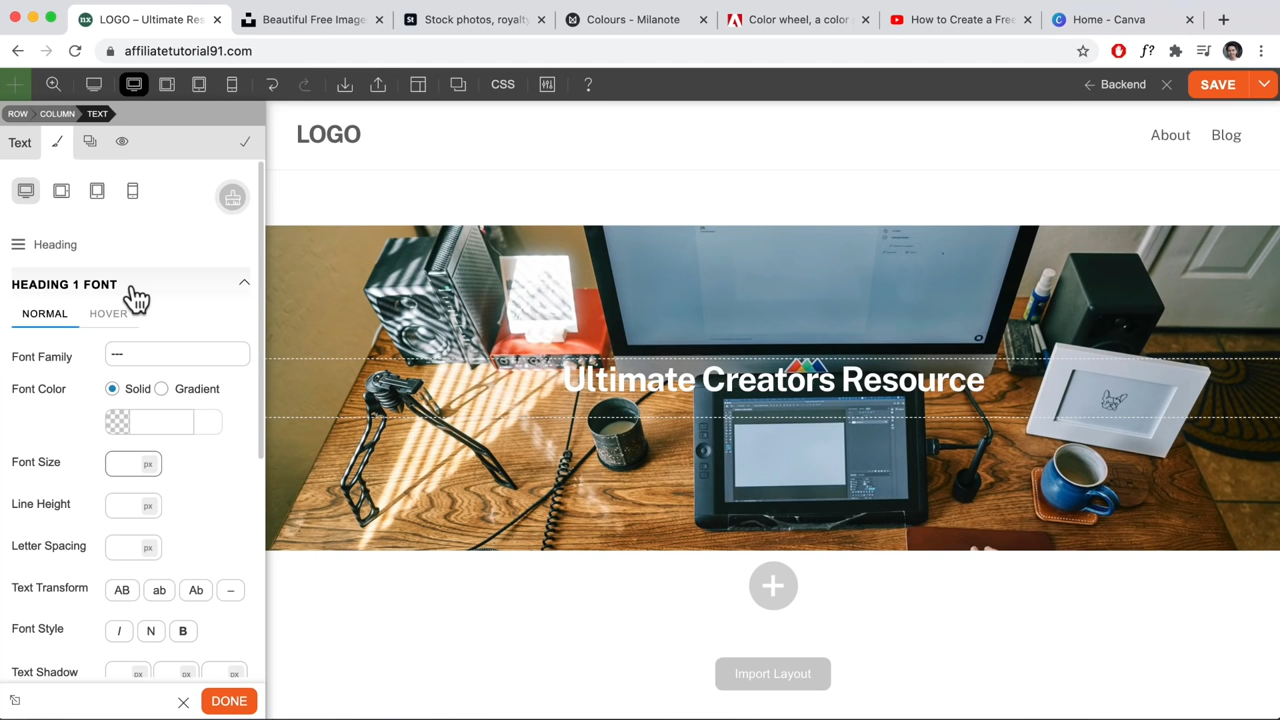 LOGO – Ultimate Res
Beautiful Free Image
Stock photos, royalty
Colours - Milanote
Color wheel, a color
How to Create a Free
Home - Canva
affiliatetutorial91.com
f?
CSS
?
Backend
SAVE
ROW
COLUMN
TEXT
Text
Heading
HEADING 1 FONT
NORMAL
HOVER
Font Family
---
Font Color
Solid
Gradient
Font Size
px
Line Height
px
Letter Spacing
px
Text Transform
AB
ab
Ab
–
Font Style
I
N
B
Text Shadow
px
px
px
DONE
LOGO
About
Blog
Ultimate Creators Resource
Import Layout